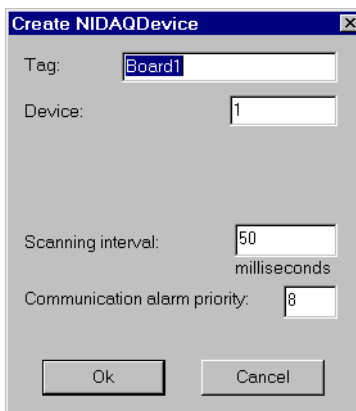 Create NIDAQDevice
Tag: Board1
Device: 1
Scanning interval: 50
milliseconds
Communication alarm priority: 8
Ok Cancel